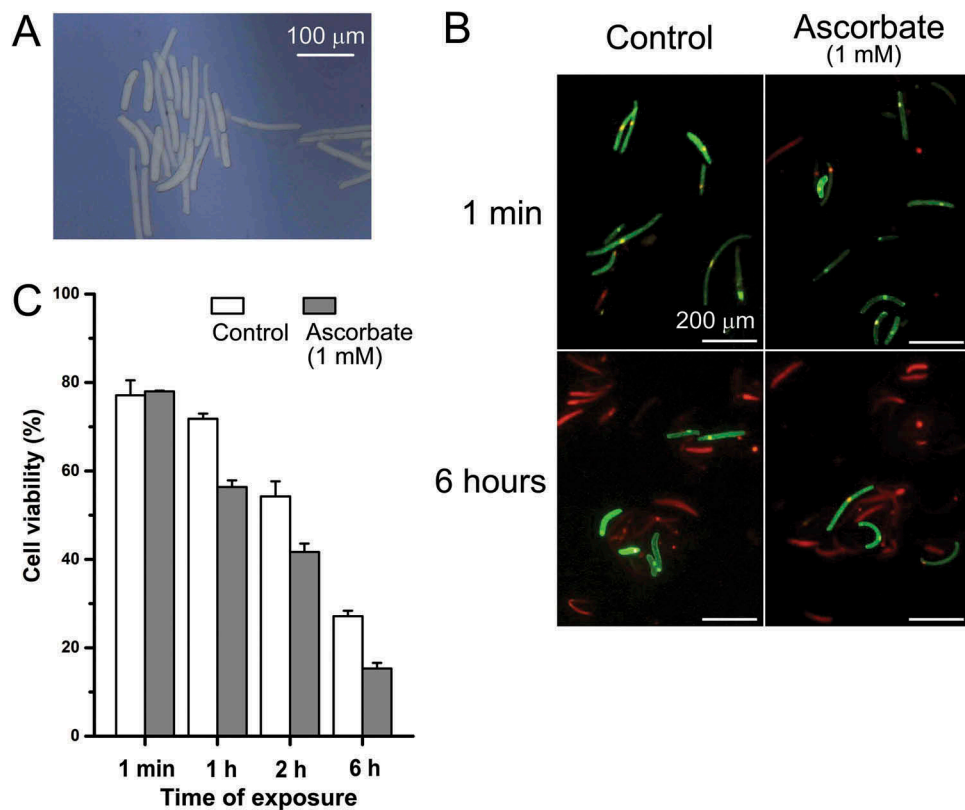 A
100 μm
B
Control
Ascorbate
(1 mM)
1 min
200 μm
6 hours
C
100
80
60
40
20
0
Cell viability (%)
Control
Ascorbate
(1 mM)
1 min
1 h
2 h
6 h
Time of exposure